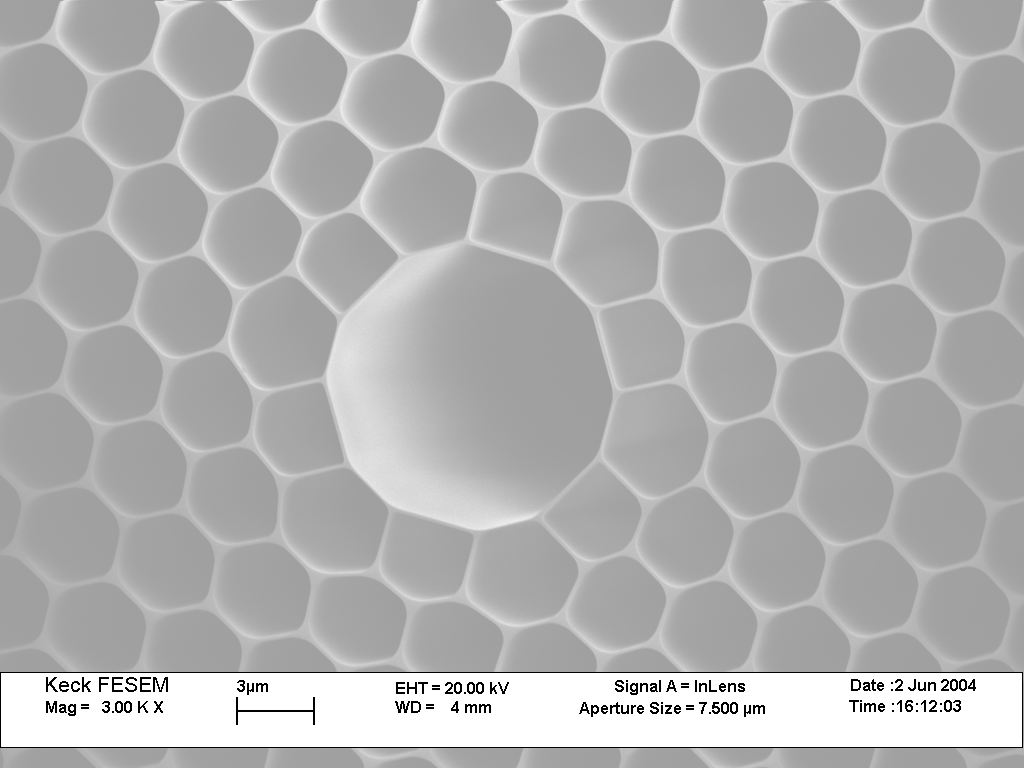 Keck FESEM
Mag = 3.00 K X
3µm
EHT = 20.00 kV
WD = 4 mm
Signal A = InLens
Aperture Size = 7.500 µm
Date :2 Jun 2004
Time :16:12:03